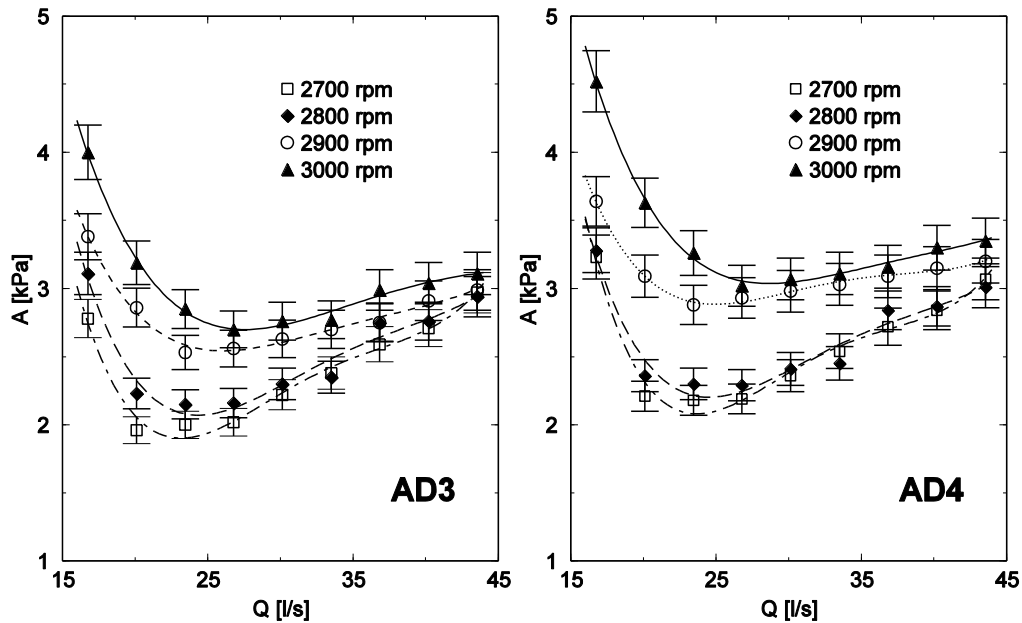 5
4
3
2
1
A [kPa]
2700 rpm
2800 rpm
2900 rpm
3000 rpm
AD3
15 25 35 45
Q [l/s]
5
4
3
2
1
A [kPa]
2700 rpm
2800 rpm
2900 rpm
3000 rpm
AD4
15 25 35 45
Q [l/s]